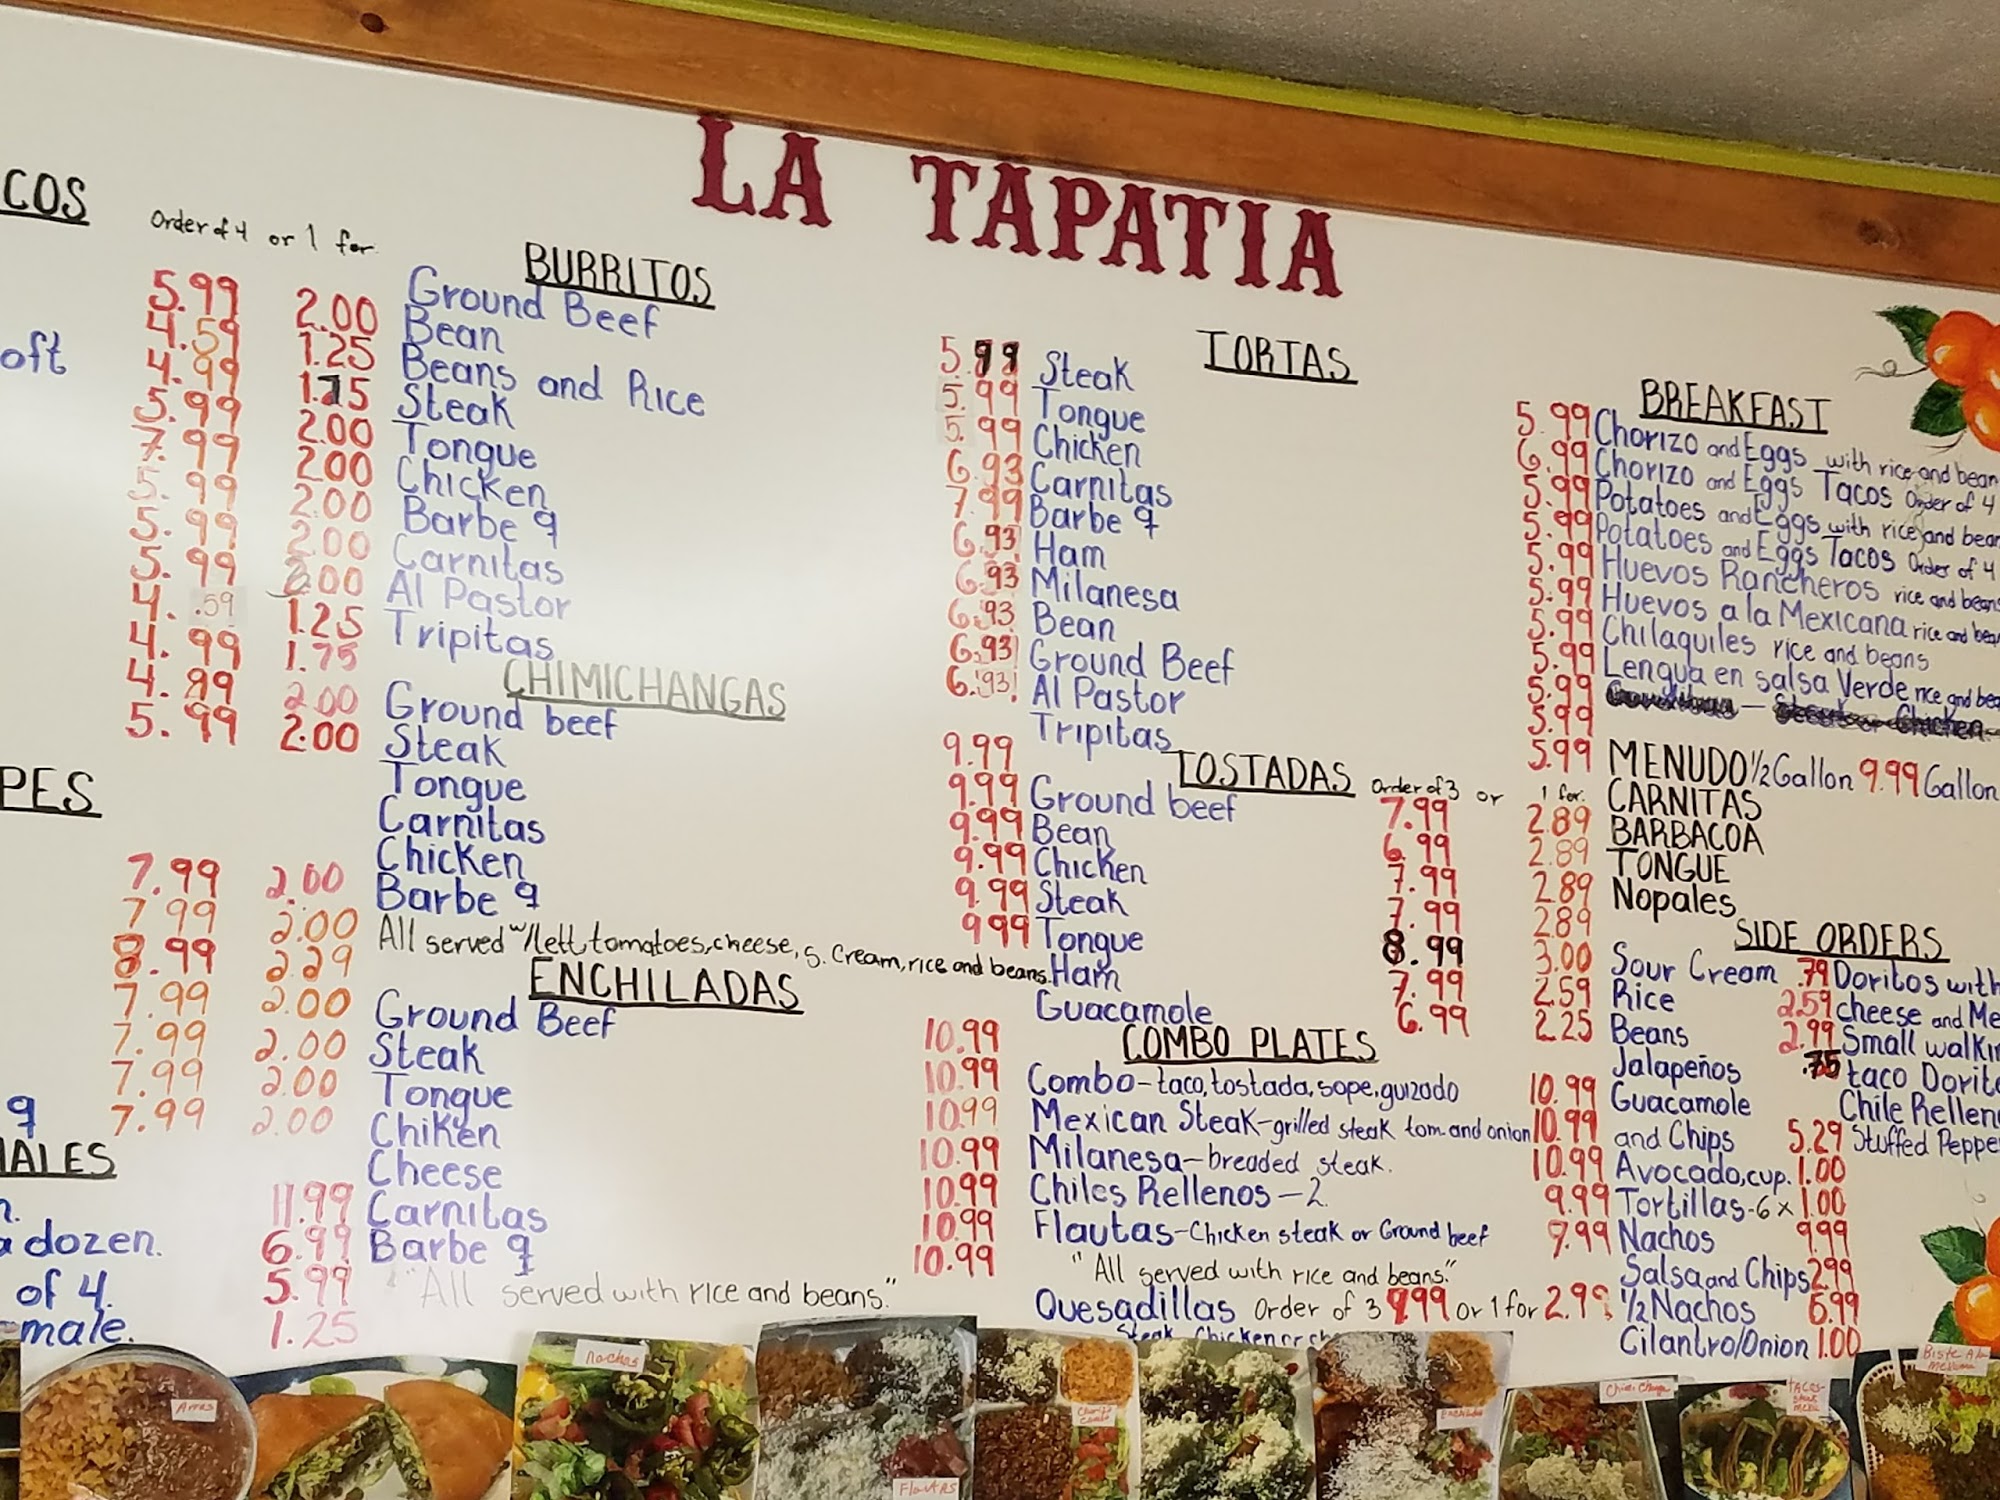 LA TAPATIA
COS Order of 4 or 1 for
5.99 2.00
4.59 1.25
oft 4.99 1.75
5.99 2.00
7.99 2.00
5.99 2.00
5.99 2.00
5.99 2.00
4.59 1.25
4.99 1.75
4.99 2.00
5.99 2.00
PES
7.99 2.00
7.99 2.00
8.99 2.29
7.99 2.00
7.99 2.00
7.99 2.00
q 7.99 2.00
MALES
11.99
a dozen. 6.99
of 4. 5.99
male. 1.25
BURRITOS
Ground Beef 5.99
Bean 5.99
Beans and Rice 5.99
Steak 6.93
Tongue 7.99
Chicken 6.93
Barbe q 6.93
Carnitas 6.93
Al Pastor 6.93
Tripitas 6.93
CHIMICHANGAS
Ground beef 9.99
Steak 9.99
Tongue 9.99
Carnitas 9.99
Chicken 9.99
Barbe q 9.99
All served w/lett, tomatoes, cheese, s. cream, rice and beans.
ENCHILADAS
Ground Beef 10.99
Steak 10.99
Tongue 10.99
Chiken 10.99
Cheese 10.99
Carnitas 10.99
Barbe q 10.99
"All served with rice and beans."
TORTAS
Steak 5.99
Tongue 6.99
Chicken 5.99
Carnitas 5.99
Barbe q 5.99
Ham 5.99
Milanesa 5.99
Bean 5.99
Ground Beef 5.99
Al Pastor 5.99
Tripitas 5.99
TOSTADAS Order of 3 or 1 for.
Ground beef 7.99 2.89
Bean 6.99 2.89
Chicken 7.99 2.89
Steak 7.99 2.89
Tongue 8.99 3.00
Ham 7.99 2.59
Guacamole 6.99 2.25
COMBO PLATES
Combo-taco, tostada, sope, guizado 10.99
Mexican Steak-grilled steak tom and onion 10.99
Milanesa-breaded steak. 10.99
Chiles Rellenos-2 9.99
Flautas-Chicken steak or Ground beef 9.99
"All served with rice and beans."
Quesadillas Order of 3 9.99 or 1 for 2.99
Steak Chicken or
BREAKFAST
Chorizo and Eggs with rice and bean
Chorizo and Eggs Tacos Order of 4
Potatoes and Eggs with rice and bean
Potatoes and Eggs Tacos Order of 4
Huevos Rancheros rice and beans
Huevos a la Mexicana rice and bea
Chilaquiles rice and beans
Lengua en salsa Verde rice and bea
MENUDO 1/2 Gallon 9.99 Gallon
CARNITAS
BARBACOA
TONGUE
Nopales
SIDE ORDERS
Sour Cream .79
Rice 2.59
Beans 2.99
Jalapeños .75
Guacamole
and Chips 5.29
Avocado, cup. 1.00
Tortillas-6 x 1.00
Nachos 9.99
Salsa and Chips 2.99
1/2 Nachos 6.99
Cilantro/Onion 1.00
Doritos with
cheese and Me
Small walkin
taco Dorit
Chile Rellen
Stuffed Pepper
Arros
Nachos
Flautas
Enchiladas